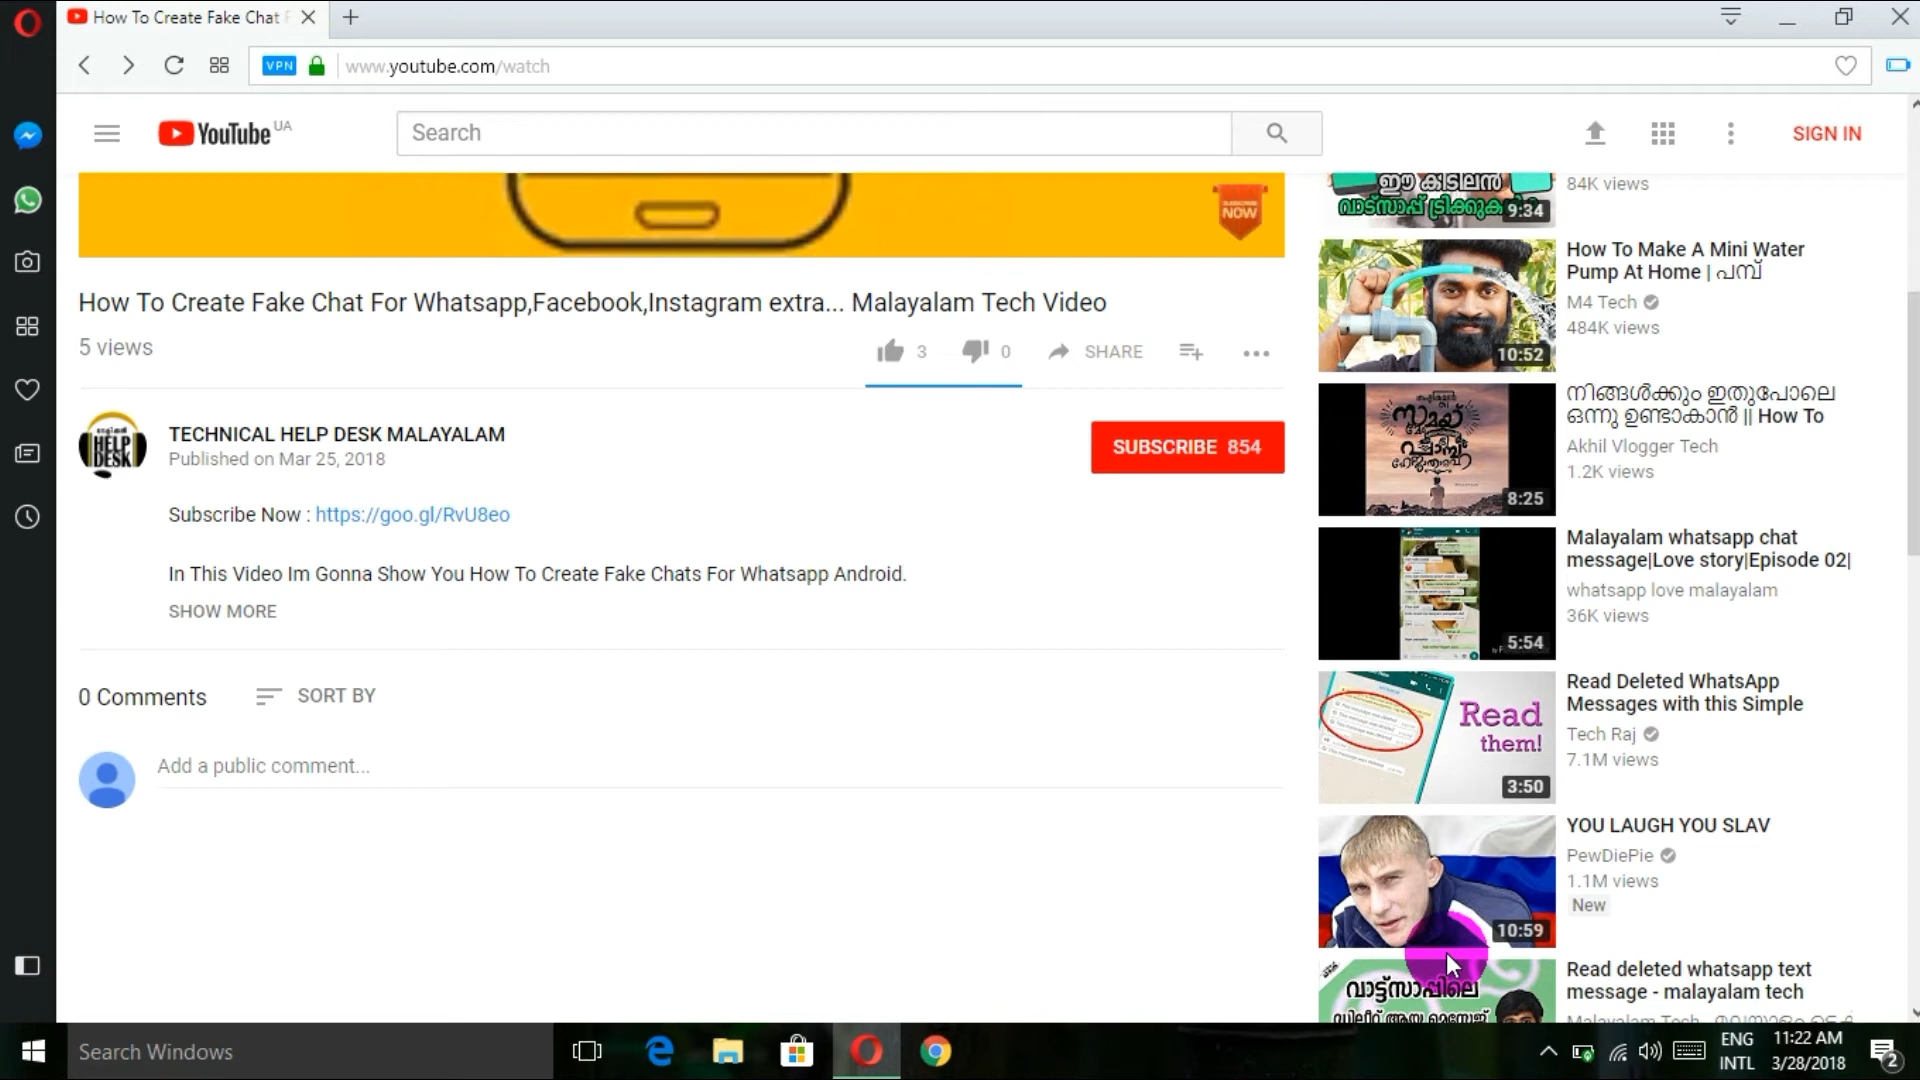 How To Create Fake Chat F
VPN
www.youtube.com/watch
YouTube UA
Search
SIGN IN
NOW
ഈ കിടിലൻ
വാട്സാപ്പ് ട്രിക്കുക
9:34
84K views
How To Create Fake Chat For Whatsapp,Facebook,Instagram extra... Malayalam Tech Video
5 views
3
0
SHARE
HELP
DESK
TECHNICAL HELP DESK MALAYALAM
Published on Mar 25, 2018
SUBSCRIBE 854
Subscribe Now : https://goo.gl/RvU8eo
In This Video Im Gonna Show You How To Create Fake Chats For Whatsapp Android.
SHOW MORE
0 Comments
SORT BY
Add a public comment...
10:52
How To Make A Mini Water
Pump At Home | പമ്പ്
M4 Tech
484K views
8:25
നിങ്ങൾക്കും ഇതുപോലെ
ഒന്നു ഉണ്ടാകാൻ || How To
Akhil Vlogger Tech
1.2K views
5:54
Malayalam whatsapp chat
message|Love story|Episode 02|
whatsapp love malayalam
36K views
Read
them!
3:50
Read Deleted WhatsApp
Messages with this Simple
Tech Raj
7.1M views
10:59
YOU LAUGH YOU SLAV
PewDiePie
1.1M views
New
വാട്ട്സാപ്പിലെ
ഡിലീറ്റ് ആയ മെസ്സേജ്
Read deleted whatsapp text
message - malayalam tech
Search Windows
ENG
INTL
11:22 AM
3/28/2018
2